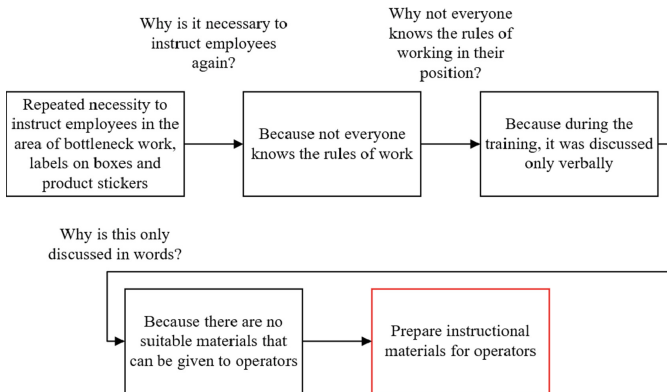 Why is it necessary to
instruct employees
again?
Why not everyone
knows the rules of
working in their
position?
Repeated necessity to
instruct employees in the
area of bottleneck work,
labels on boxes and
product stickers
Because not everyone
knows the rules of work
Because during the
training, it was discussed
only verbally
Why is this only
discussed in words?
Because there are no
suitable materials that
can be given to operators
Prepare instructional
materials for operators